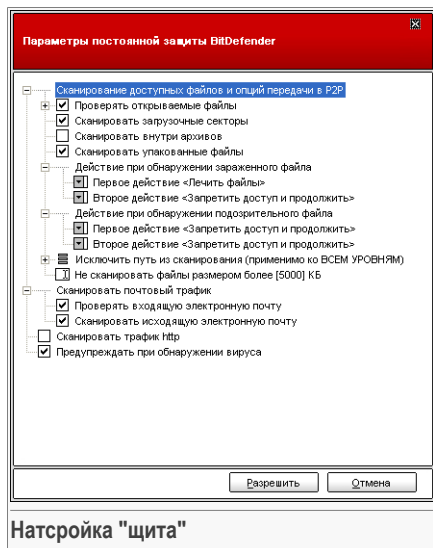 Параметры постоянной защиты BitDefender
Сканирование доступных файлов и опций передачи в P2P
Проверять открываемые файлы
Сканировать загрузочные секторы
Сканировать внутри архивов
Сканировать упакованные файлы
Действие при обнаружении зараженного файла
Первое действие <Лечить файлы>
Второе действие <Запретить доступ и продолжить>
Действие при обнаружении подозрительного файла
Первое действие <Запретить доступ и продолжить>
Второе действие <Запретить доступ и продолжить>
Исключить путь из сканирования (применимо ко ВСЕМ УРОВНЯМ)
Не сканировать файлы размером более [5000] КБ
Сканировать почтовый трафик
Проверять входящую электронную почту
Сканировать исходящую электронную почту
Сканировать трафик http
Предупреждать при обнаружении вируса
Разрешить Отмена
Натсройка "щита"